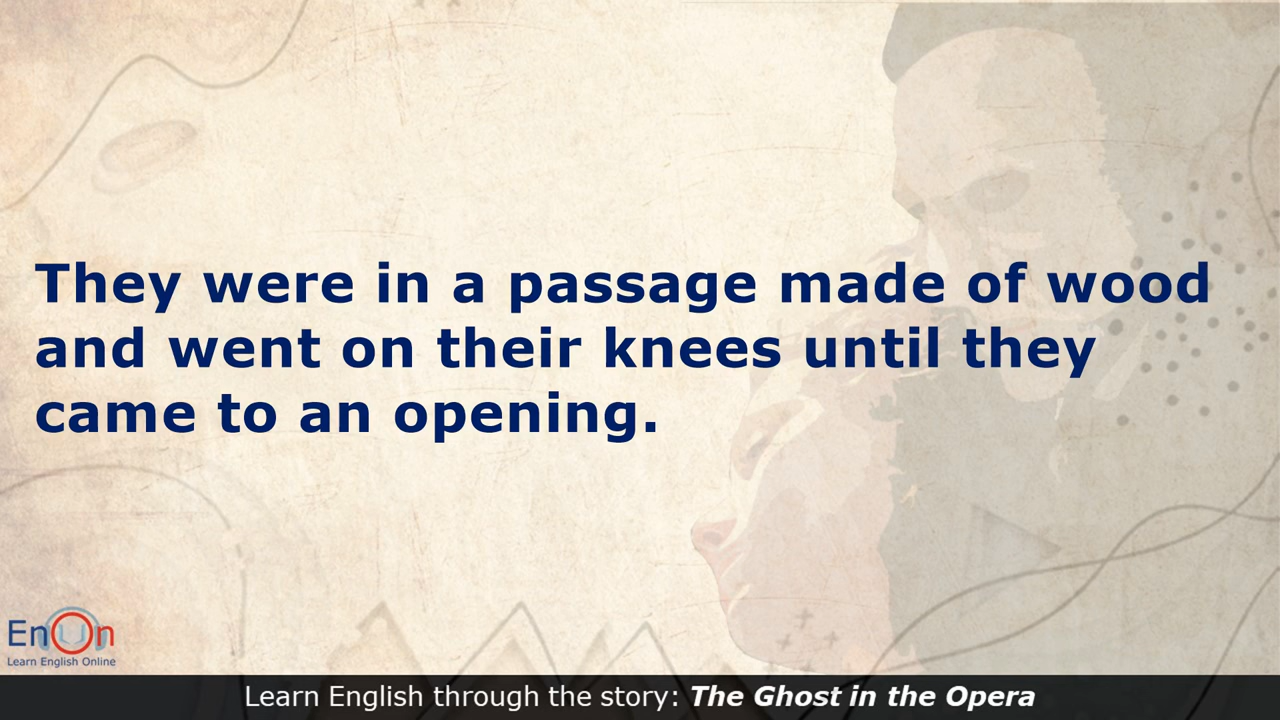 They were in a passage made of wood
and went on their knees until they
came to an opening.
EnOn
Learn English Online
Learn English through the story: The Ghost in the Opera